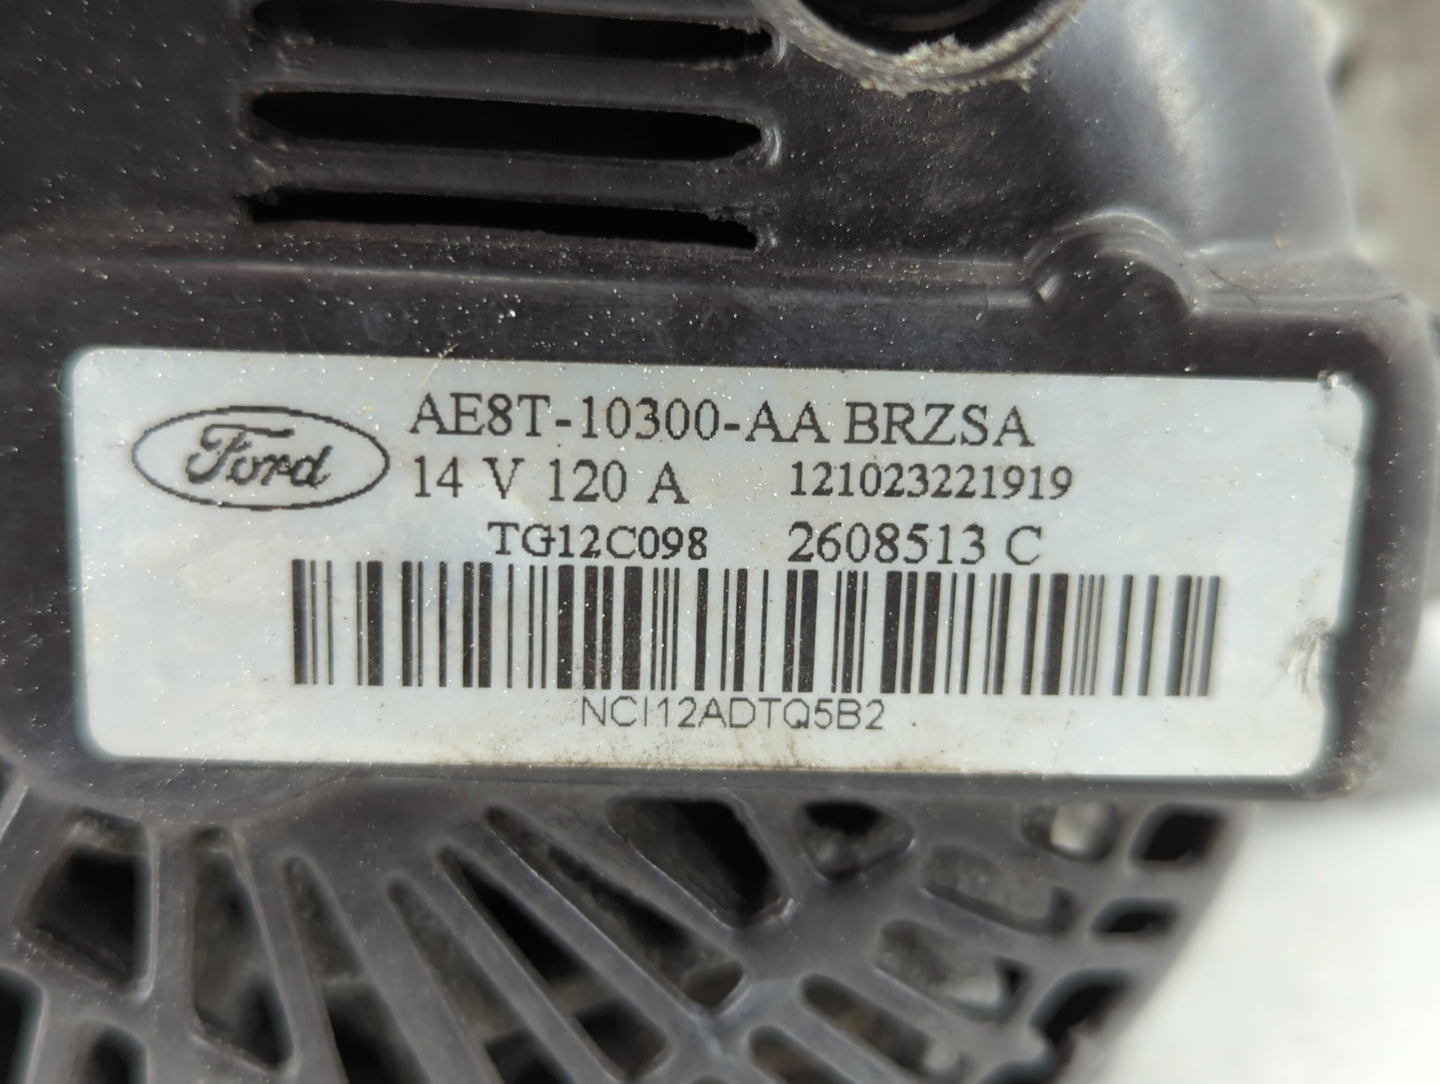 Ford
AE8T-10300-AA BRZSA
14 V 120 A 121023221919
TG12C098 2608513 C
NCI12ADTQ5B2